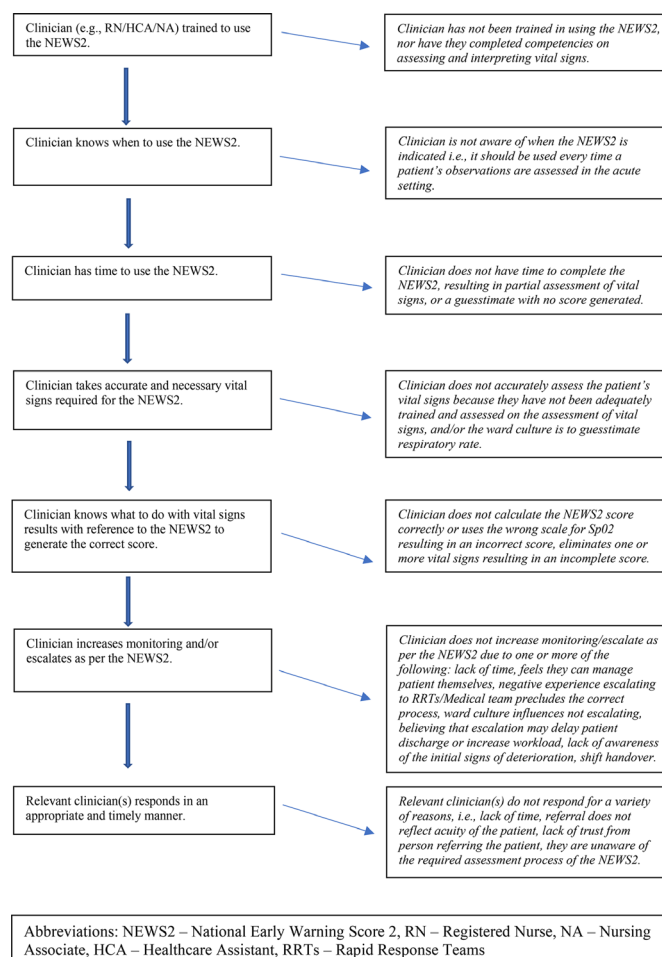 Clinician (e.g., RN/HCA/NA) trained to use
the NEWS2.
Clinician has not been trained in using the NEWS2,
nor have they completed competencies on
assessing and interpreting vital signs.
Clinician knows when to use the NEWS2.
Clinician is not aware of when the NEWS2 is
indicated i.e., it should be used every time a
patient's observations are assessed in the acute
setting.
Clinician has time to use the NEWS2.
Clinician does not have time to complete the
NEWS2, resulting in partial assessment of vital
signs, or a guesstimate with no score generated.
Clinician takes accurate and necessary vital
signs required for the NEWS2.
Clinician does not accurately assess the patient's
vital signs because they have not been adequately
trained and assessed on the assessment of vital
signs, and/or the ward culture is to guesstimate
respiratory rate.
Clinician knows what to do with vital signs
results with reference to the NEWS2 to
generate the correct score.
Clinician does not calculate the NEWS2 score
correctly or uses the wrong scale for Sp02
resulting in an incorrect score, eliminates one or
more vital signs resulting in an incomplete score.
Clinician increases monitoring and/or
escalates as per the NEWS2.
Clinician does not increase monitoring/escalate as
per the NEWS2 due to one or more of the
following: lack of time, feels they can manage
patient themselves, negative experience escalating
to RRTs/Medical team precludes the correct
process, ward culture influences not escalating,
believing that escalation may delay patient
discharge or increase workload, lack of awareness
of the initial signs of deterioration, shift handover.
Relevant clinician(s) responds in an
appropriate and timely manner.
Relevant clinician(s) do not respond for a variety
of reasons, i.e., lack of time, referral does not
reflect acuity of the patient, lack of trust from
person referring the patient, they are unaware of
the required assessment process of the NEWS2.
Abbreviations: NEWS2 – National Early Warning Score 2, RN – Registered Nurse, NA – Nursing
Associate, HCA – Healthcare Assistant, RRTs – Rapid Response Teams